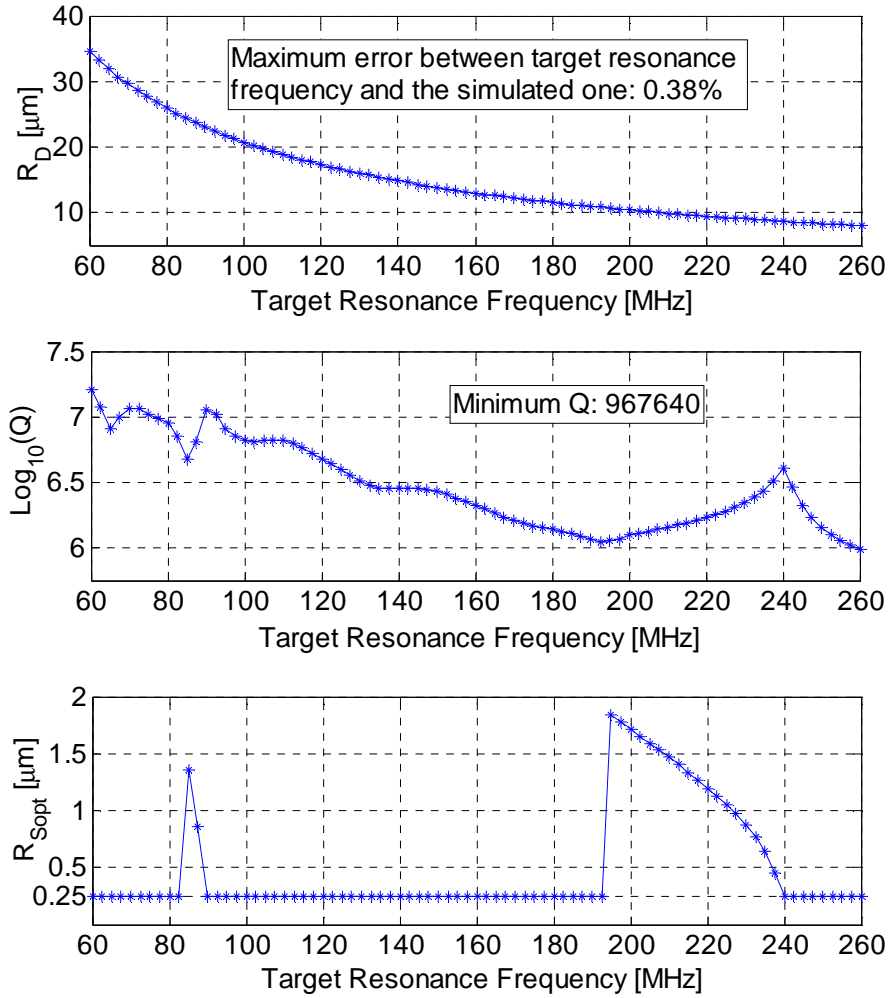 40
30
20
10
R_D [μm]
Maximum error between target resonance
frequency and the simulated one: 0.38%
60 80 100 120 140 160 180 200 220 240 260
Target Resonance Frequency [MHz]
7.5
7
6.5
6
Log_10(Q)
Minimum Q: 967640
60 80 100 120 140 160 180 200 220 240 260
Target Resonance Frequency [MHz]
2
1.5
1
0.5
0.25
R_Sopt [μm]
60 80 100 120 140 160 180 200 220 240 260
Target Resonance Frequency [MHz]